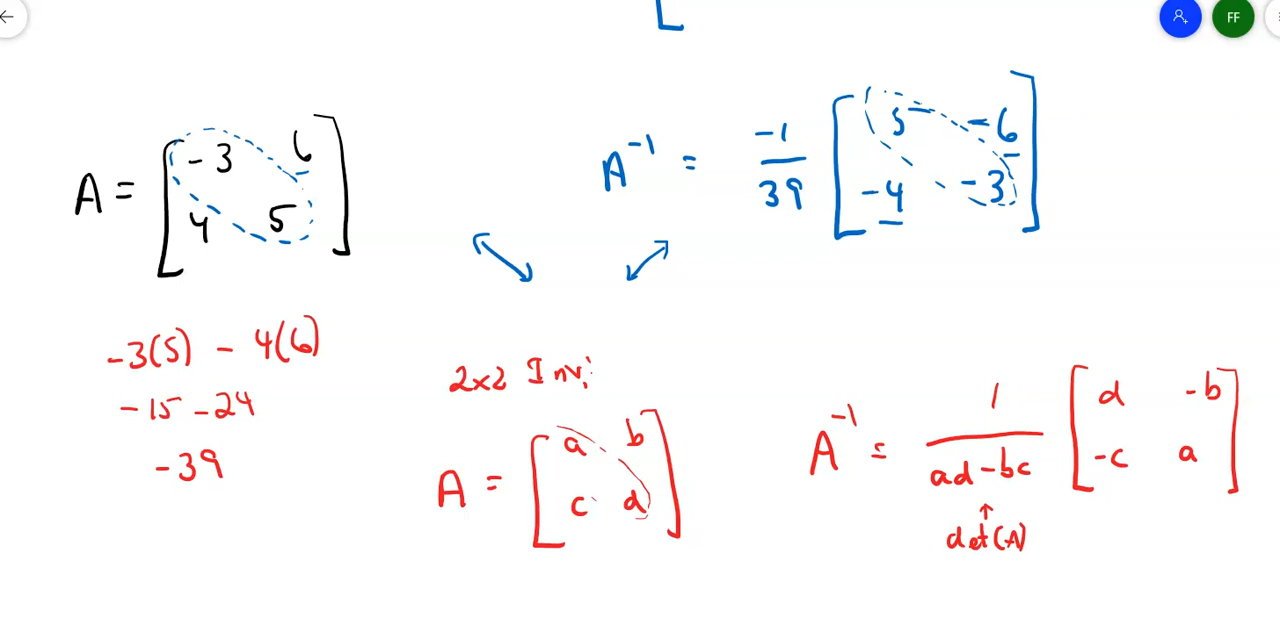 FF
A = [ -3 6
4 5 ]
A^-1 = -1/39 [ 5 -6
-4 -3 ]
-3(5) - 4(6)
-15 - 24
-39
2x2 Inv:
A = [ a b
c d ]
A^-1 = 1/(ad-bc) [ d -b
-c a ]
↑
det(A)